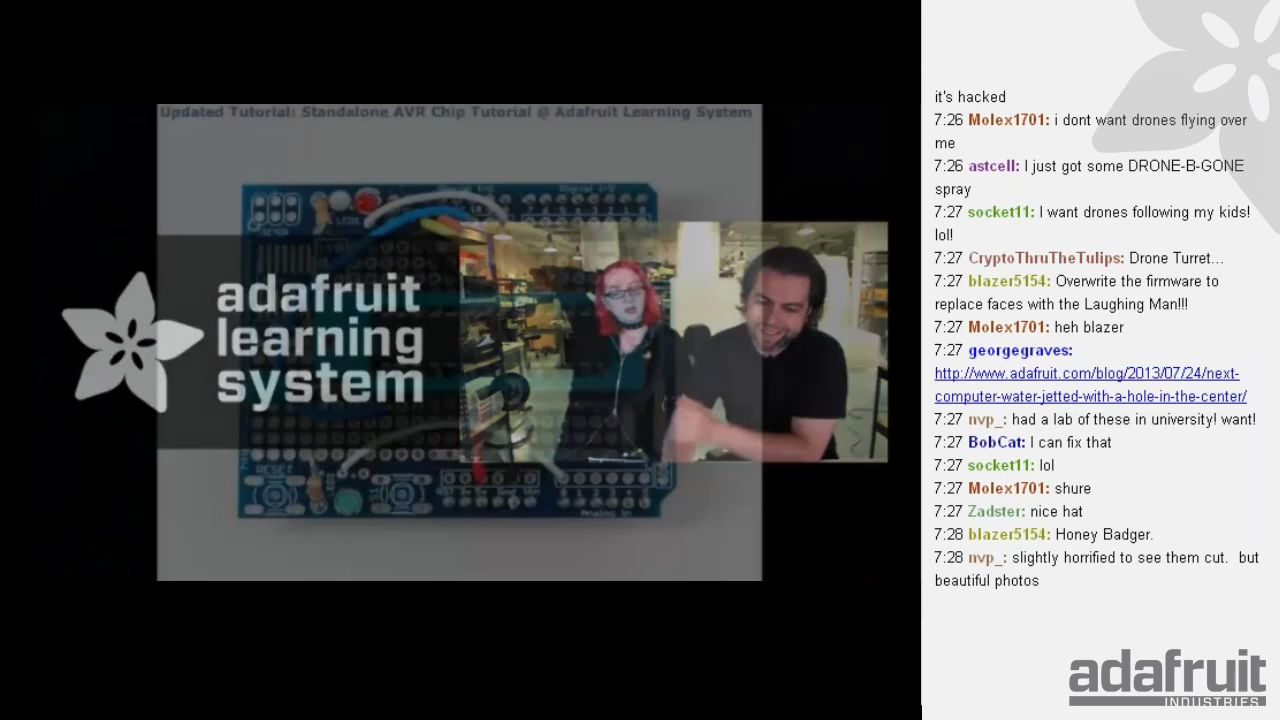 Updated Tutorial: Standalone AVR Chip Tutorial @ Adafruit Learning System
adafruit
learning
system
RESET
Analog In
it's hacked
7:26 Molex1701: i dont want drones flying over
me
7:26 astcell: I just got some DRONE-B-GONE
spray
7:27 socket11: I want drones following my kids!
lol!
7:27 CryptoThruTheTulips: Drone Turret...
7:27 blazer5154: Overwrite the firmware to
replace faces with the Laughing Man!!!
7:27 Molex1701: heh blazer
7:27 georgegraves:
http://www.adafruit.com/blog/2013/07/24/next-
computer-water-jetted-with-a-hole-in-the-center/
7:27 nvp_: had a lab of these in university! want!
7:27 BobCat: I can fix that
7:27 socket11: lol
7:27 Molex1701: shure
7:27 Zadster: nice hat
7:28 blazer5154: Honey Badger.
7:28 nvp_: slightly horrified to see them cut. but
beautiful photos
adafruit
INDUSTRIES